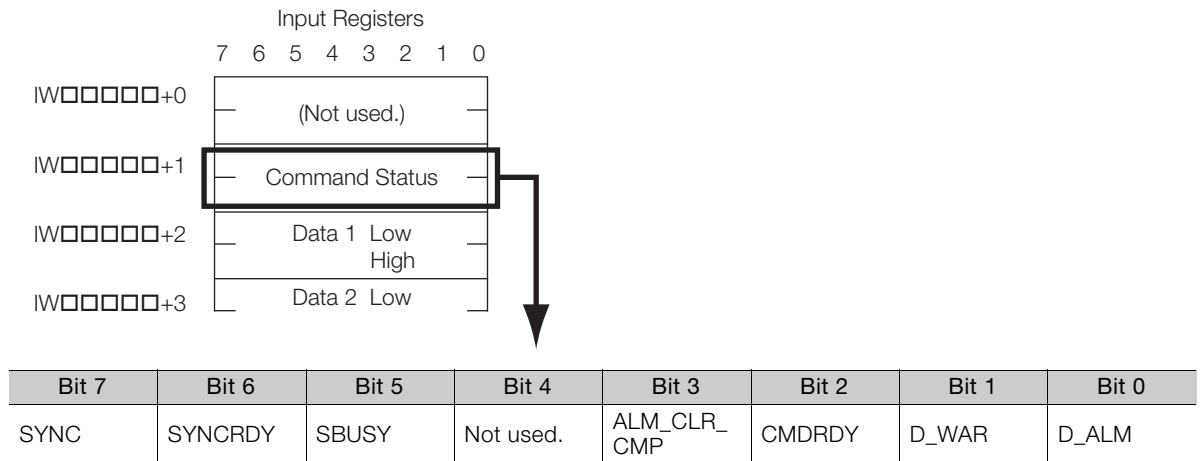 Input Registers
7 6 5 4 3 2 1 0
IW□□□□□+0
(Not used.)
IW□□□□□+1
Command Status
IW□□□□□+2
Data 1 Low
High
IW□□□□□+3
Data 2 Low
Bit 7 Bit 6 Bit 5 Bit 4 Bit 3 Bit 2 Bit 1 Bit 0
SYNC SYNCRDY SBUSY Not used. ALM_CLR_ CMDRDY D_WAR D_ALM
CMP